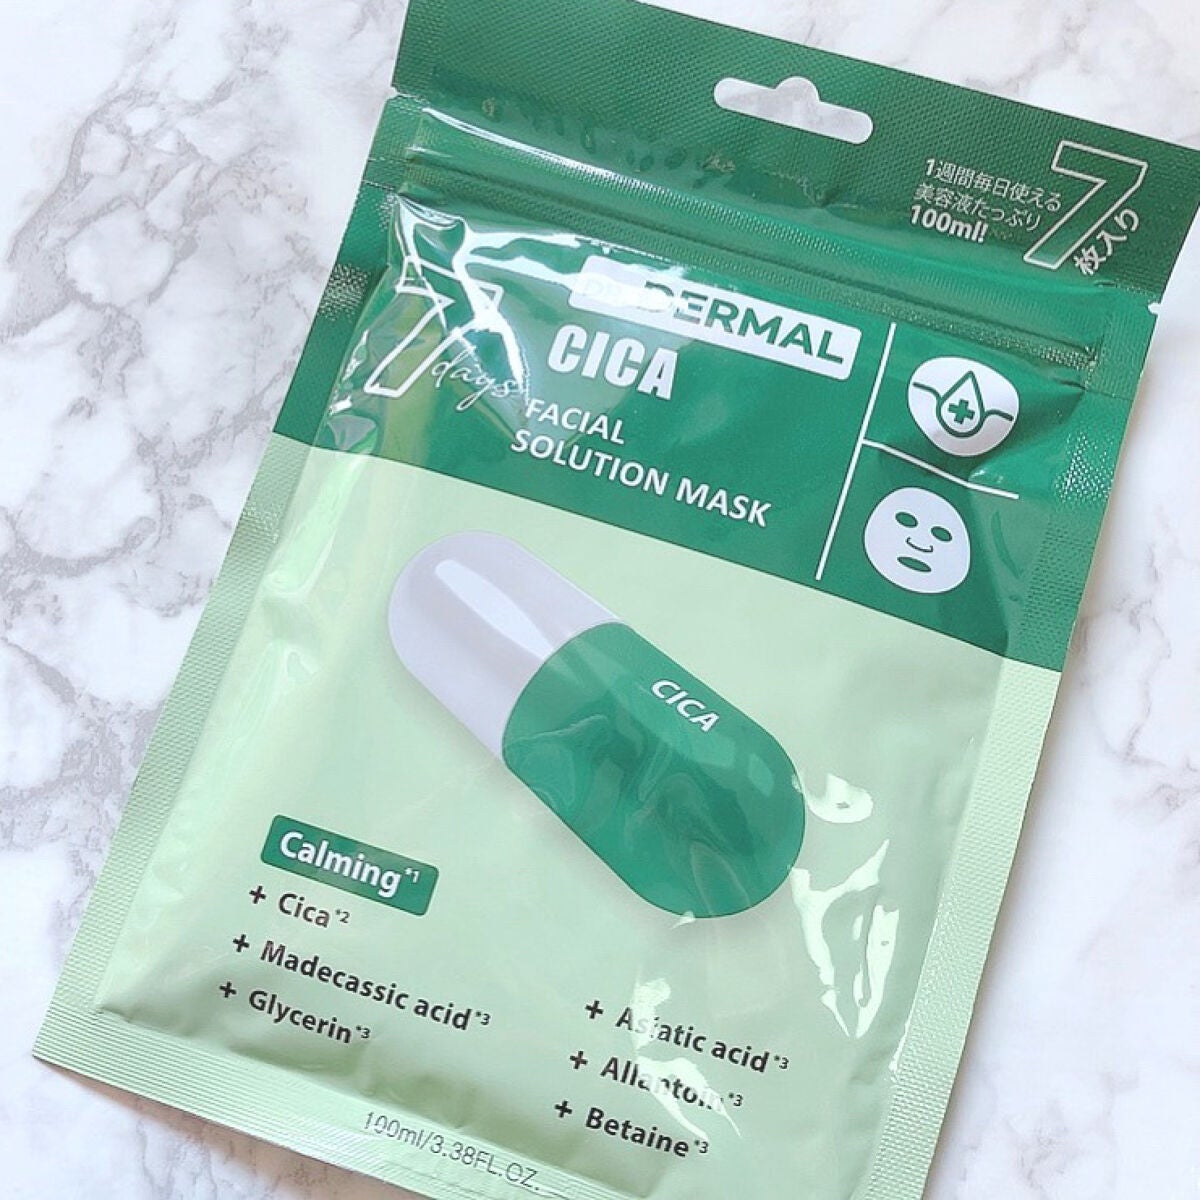 1週間毎日使える
美容液たっぷり
100ml!
7枚入り
7days
DR. DERMAL
CICA
FACIAL
SOLUTION MASK
CICA
Calming*1
+ Cica*2
+ Madecassic acid*3
+ Glycerin*3
+ Asiatic acid*3
+ Allantoin*3
+ Betaine*3
100ml/3.38FL.OZ.